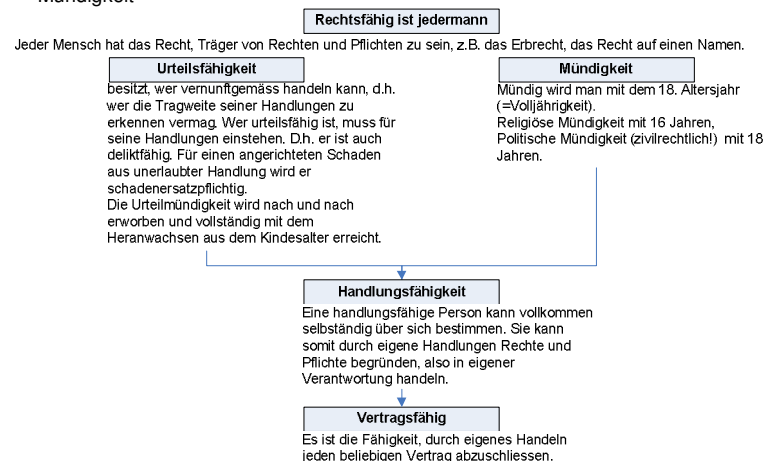 Mündigkeit
Rechtsfähig ist jedermann
Jeder Mensch hat das Recht, Träger von Rechten und Pflichten zu sein, z.B. das Erbrecht, das Recht auf einen Namen.
Urteilsfähigkeit
besitzt, wer vernunftgemäss handeln kann, d.h.
wer die Tragweite seiner Handlungen zu
erkennen vermag. Wer urteilsfähig ist, muss für
seine Handlungen einstehen. D.h. er ist auch
deliktfähig. Für einen angerichteten Schaden
aus unerlaubter Handlung wird er
schadenersatzpflichtig.
Die Urteilmündigkeit wird nach und nach
erworben und vollständig mit dem
Heranwachsen aus dem Kindesalter erreicht.
Mündigkeit
Mündig wird man mit dem 18. Altersjahr
(=Volljährigkeit).
Religiöse Mündigkeit mit 16 Jahren,
Politische Mündigkeit (zivilrechtlich!) mit 18
Jahren.
Handlungsfähigkeit
Eine handlungsfähige Person kann vollkommen
selbständig über sich bestimmen. Sie kann
somit durch eigene Handlungen Rechte und
Pflichte begründen, also in eigener
Verantwortung handeln.
Vertragsfähig
Es ist die Fähigkeit, durch eigenes Handeln
jeden beliebigen Vertrag abzuschliessen.